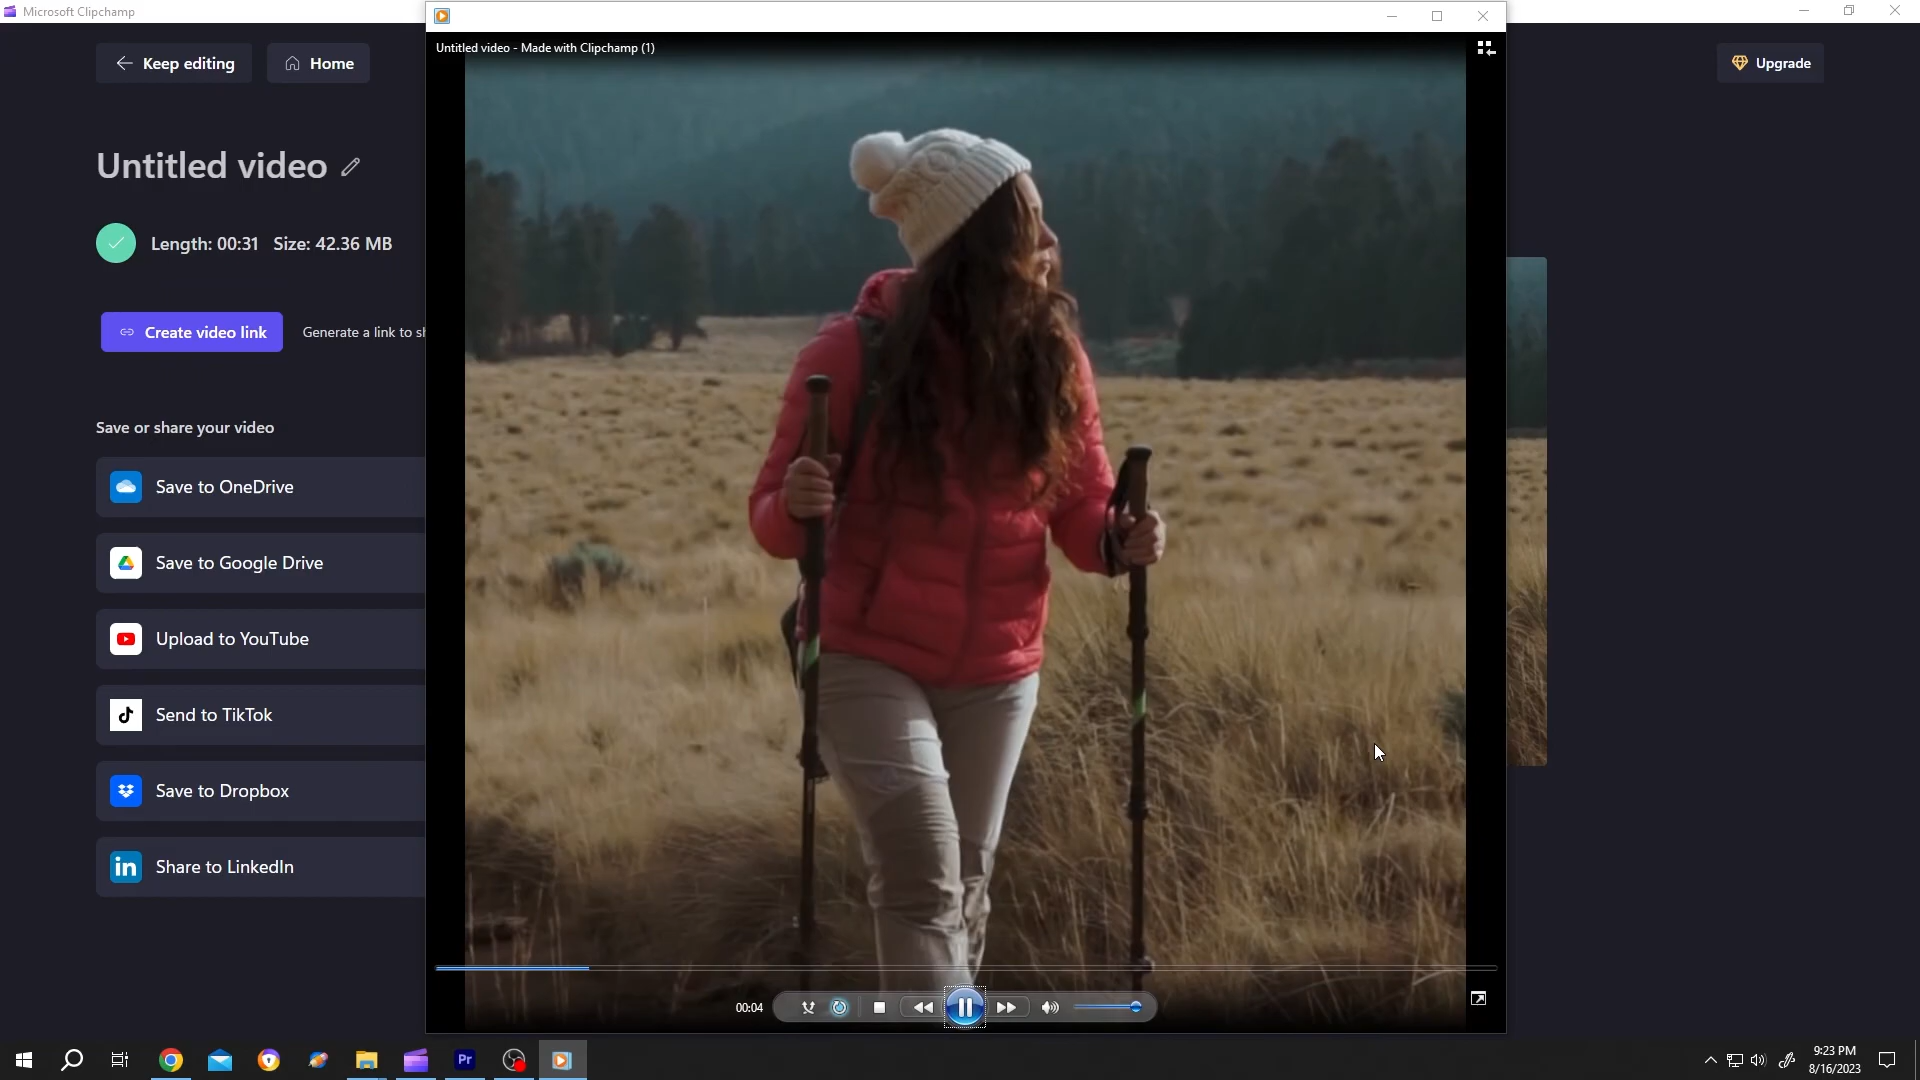 Microsoft Clipchamp
Keep editing
Home
Upgrade
Untitled video - Made with Clipchamp (1)
Untitled video
Length: 00:31 Size: 42.36 MB
Create video link
Generate a link to sh
Save or share your video
Save to OneDrive
Save to Google Drive
Upload to YouTube
Send to TikTok
Save to Dropbox
in
Share to LinkedIn
00:04
Pr
9:23 PM
8/16/2023